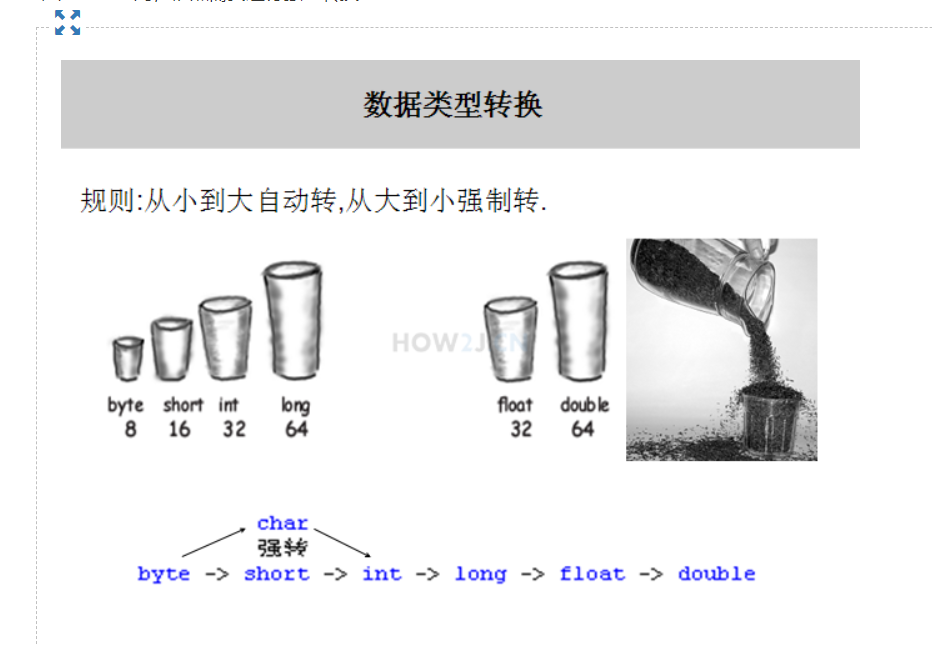 数据类型转换
规则:从小到大自动转,从大到小强制转.
HOW2J
byte short int long float double
8 16 32 64 32 64
char
强转
byte -> short -> int -> long -> float -> double